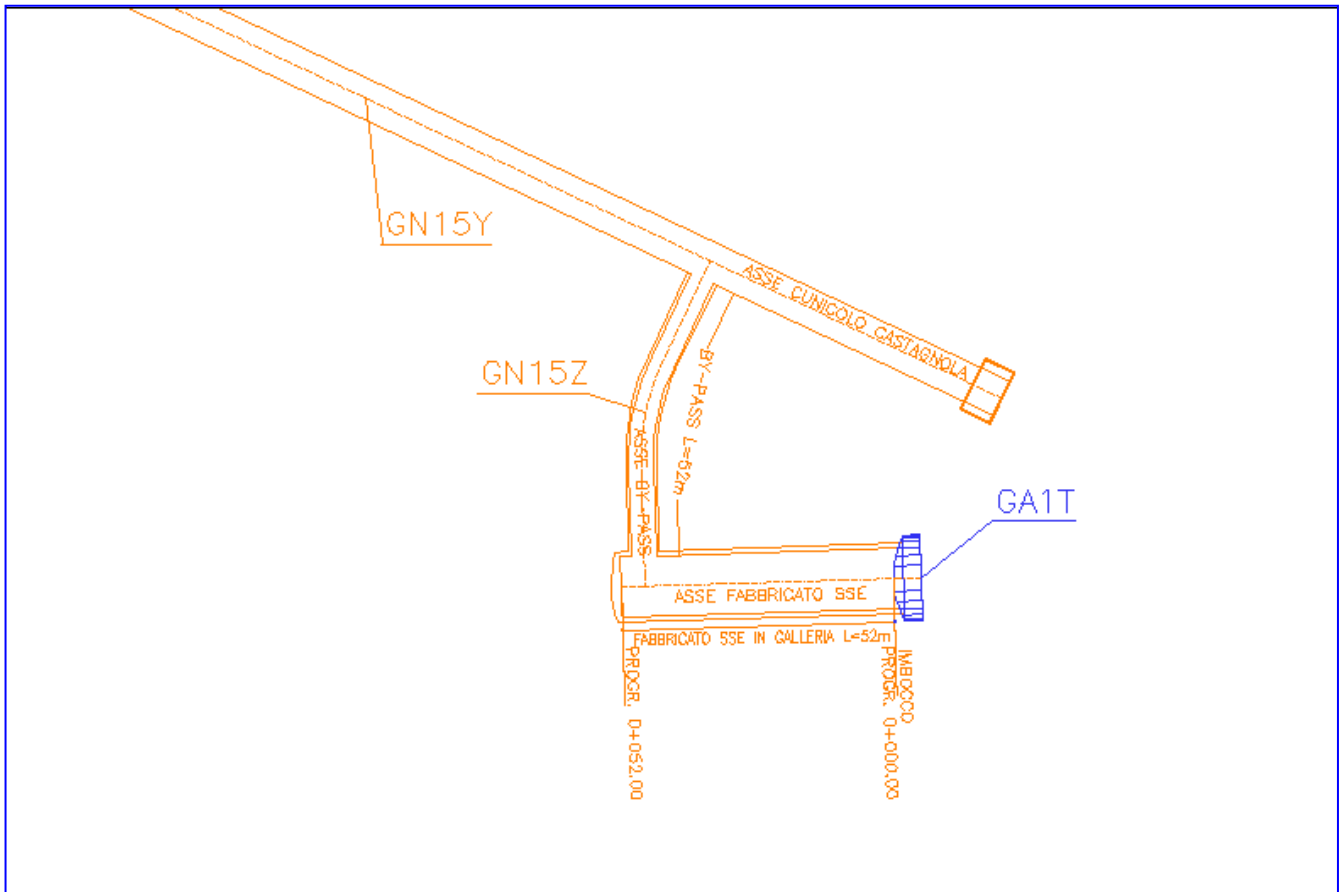 GN15Y
ASSE CUNICOLO CASTAGNOLA
GN15Z
BY-PASS L=62m
ASSE BY-PASS
GA1T
ASSE FABBRICATO SSE
FABBRICATO SSE IN GALLERIA L=52m
PROGR. 0+052.00
IMBOCCO
PROGR. 0+000.00